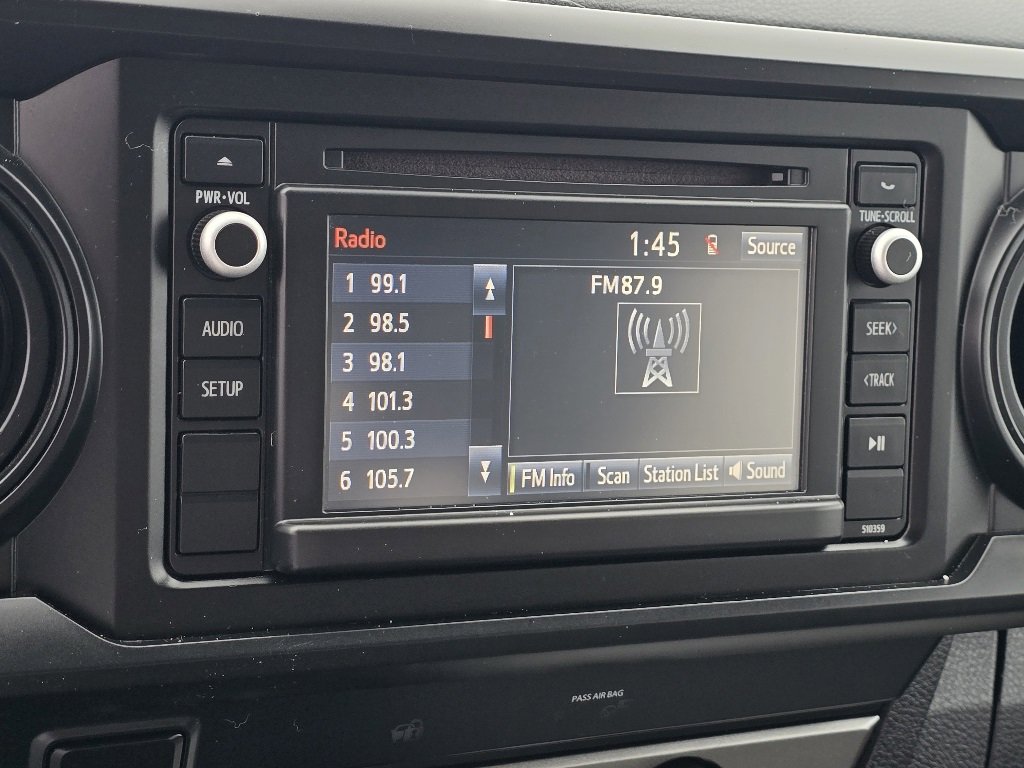 PWR•VOL
TUNE•SCROLL
Radio 1:45 Source
1 99.1
FM87.9
2 98.5
AUDIO
SEEK>
3 98.1
<TRACK
SETUP
4 101.3
5 100.3
6 105.7
FM Info Scan Station List Sound
510359
PASS AIR BAG